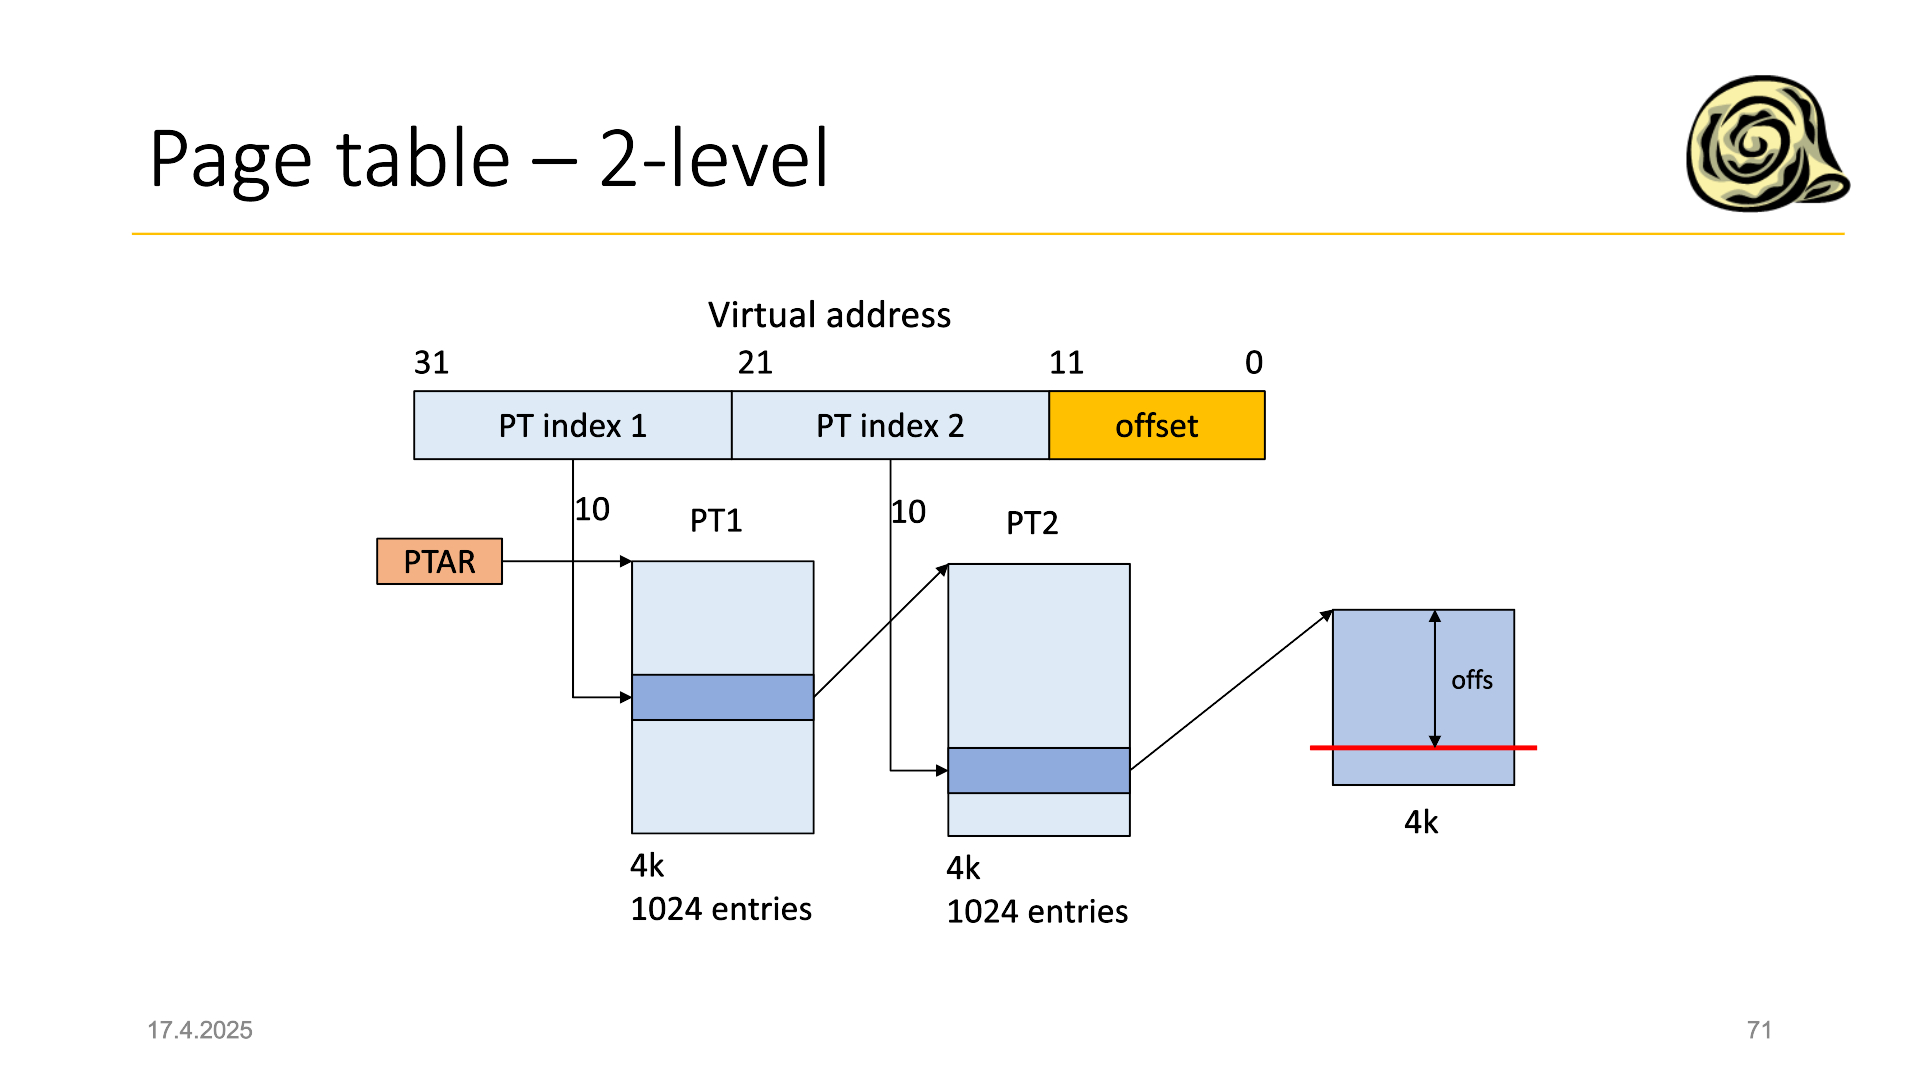 Page table – 2-level
Virtual address
31 21 11 0
PT index 1 PT index 2 offset
10 PT1 10 PT2
PTAR
offs
4k
4k 4k
1024 entries 1024 entries
17.4.2025 71